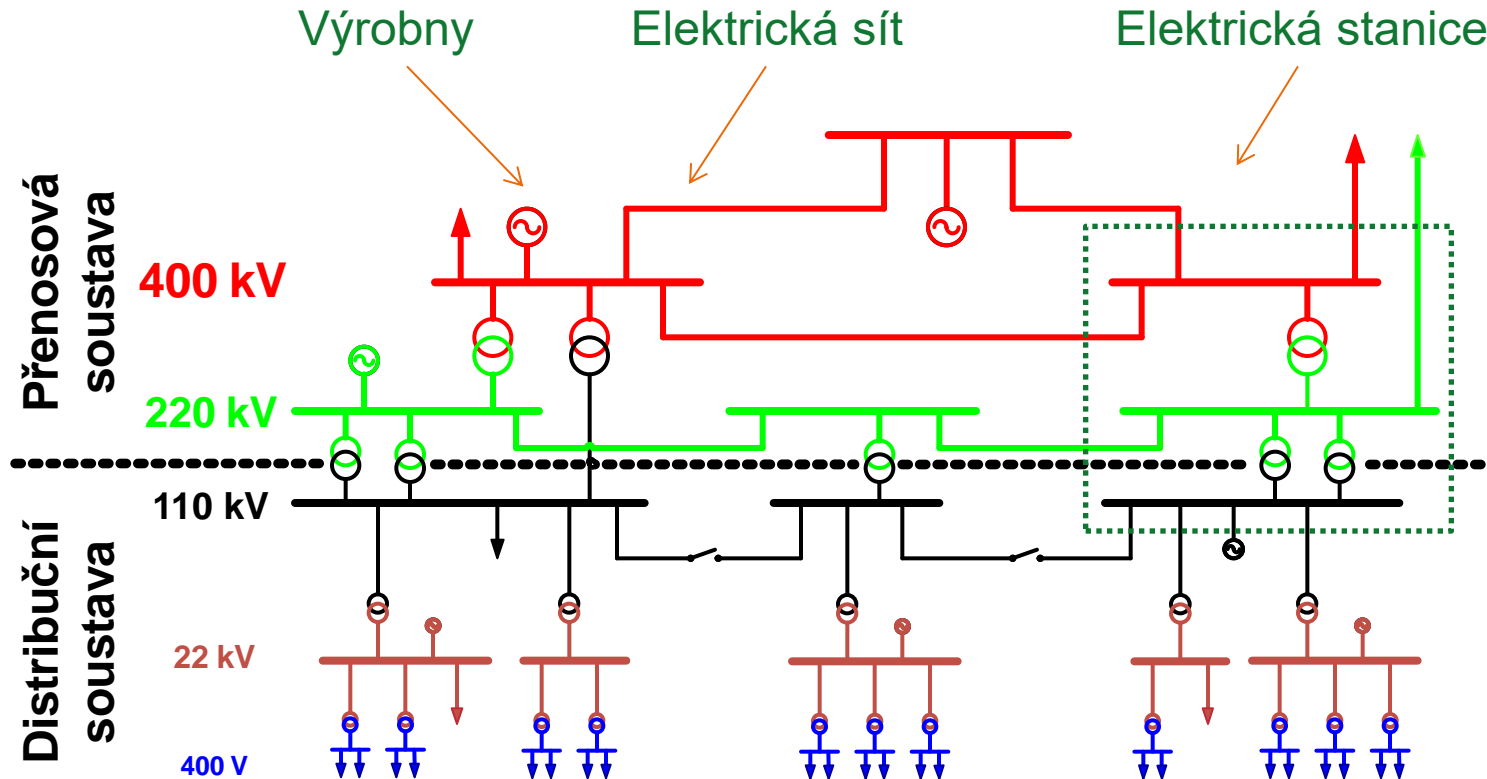 Výrobny
Elektrická sít
Elektrická stanice
Přenosová
soustava
400 kV
220 kV
110 kV
Distribuční
soustava
22 kV
400 V